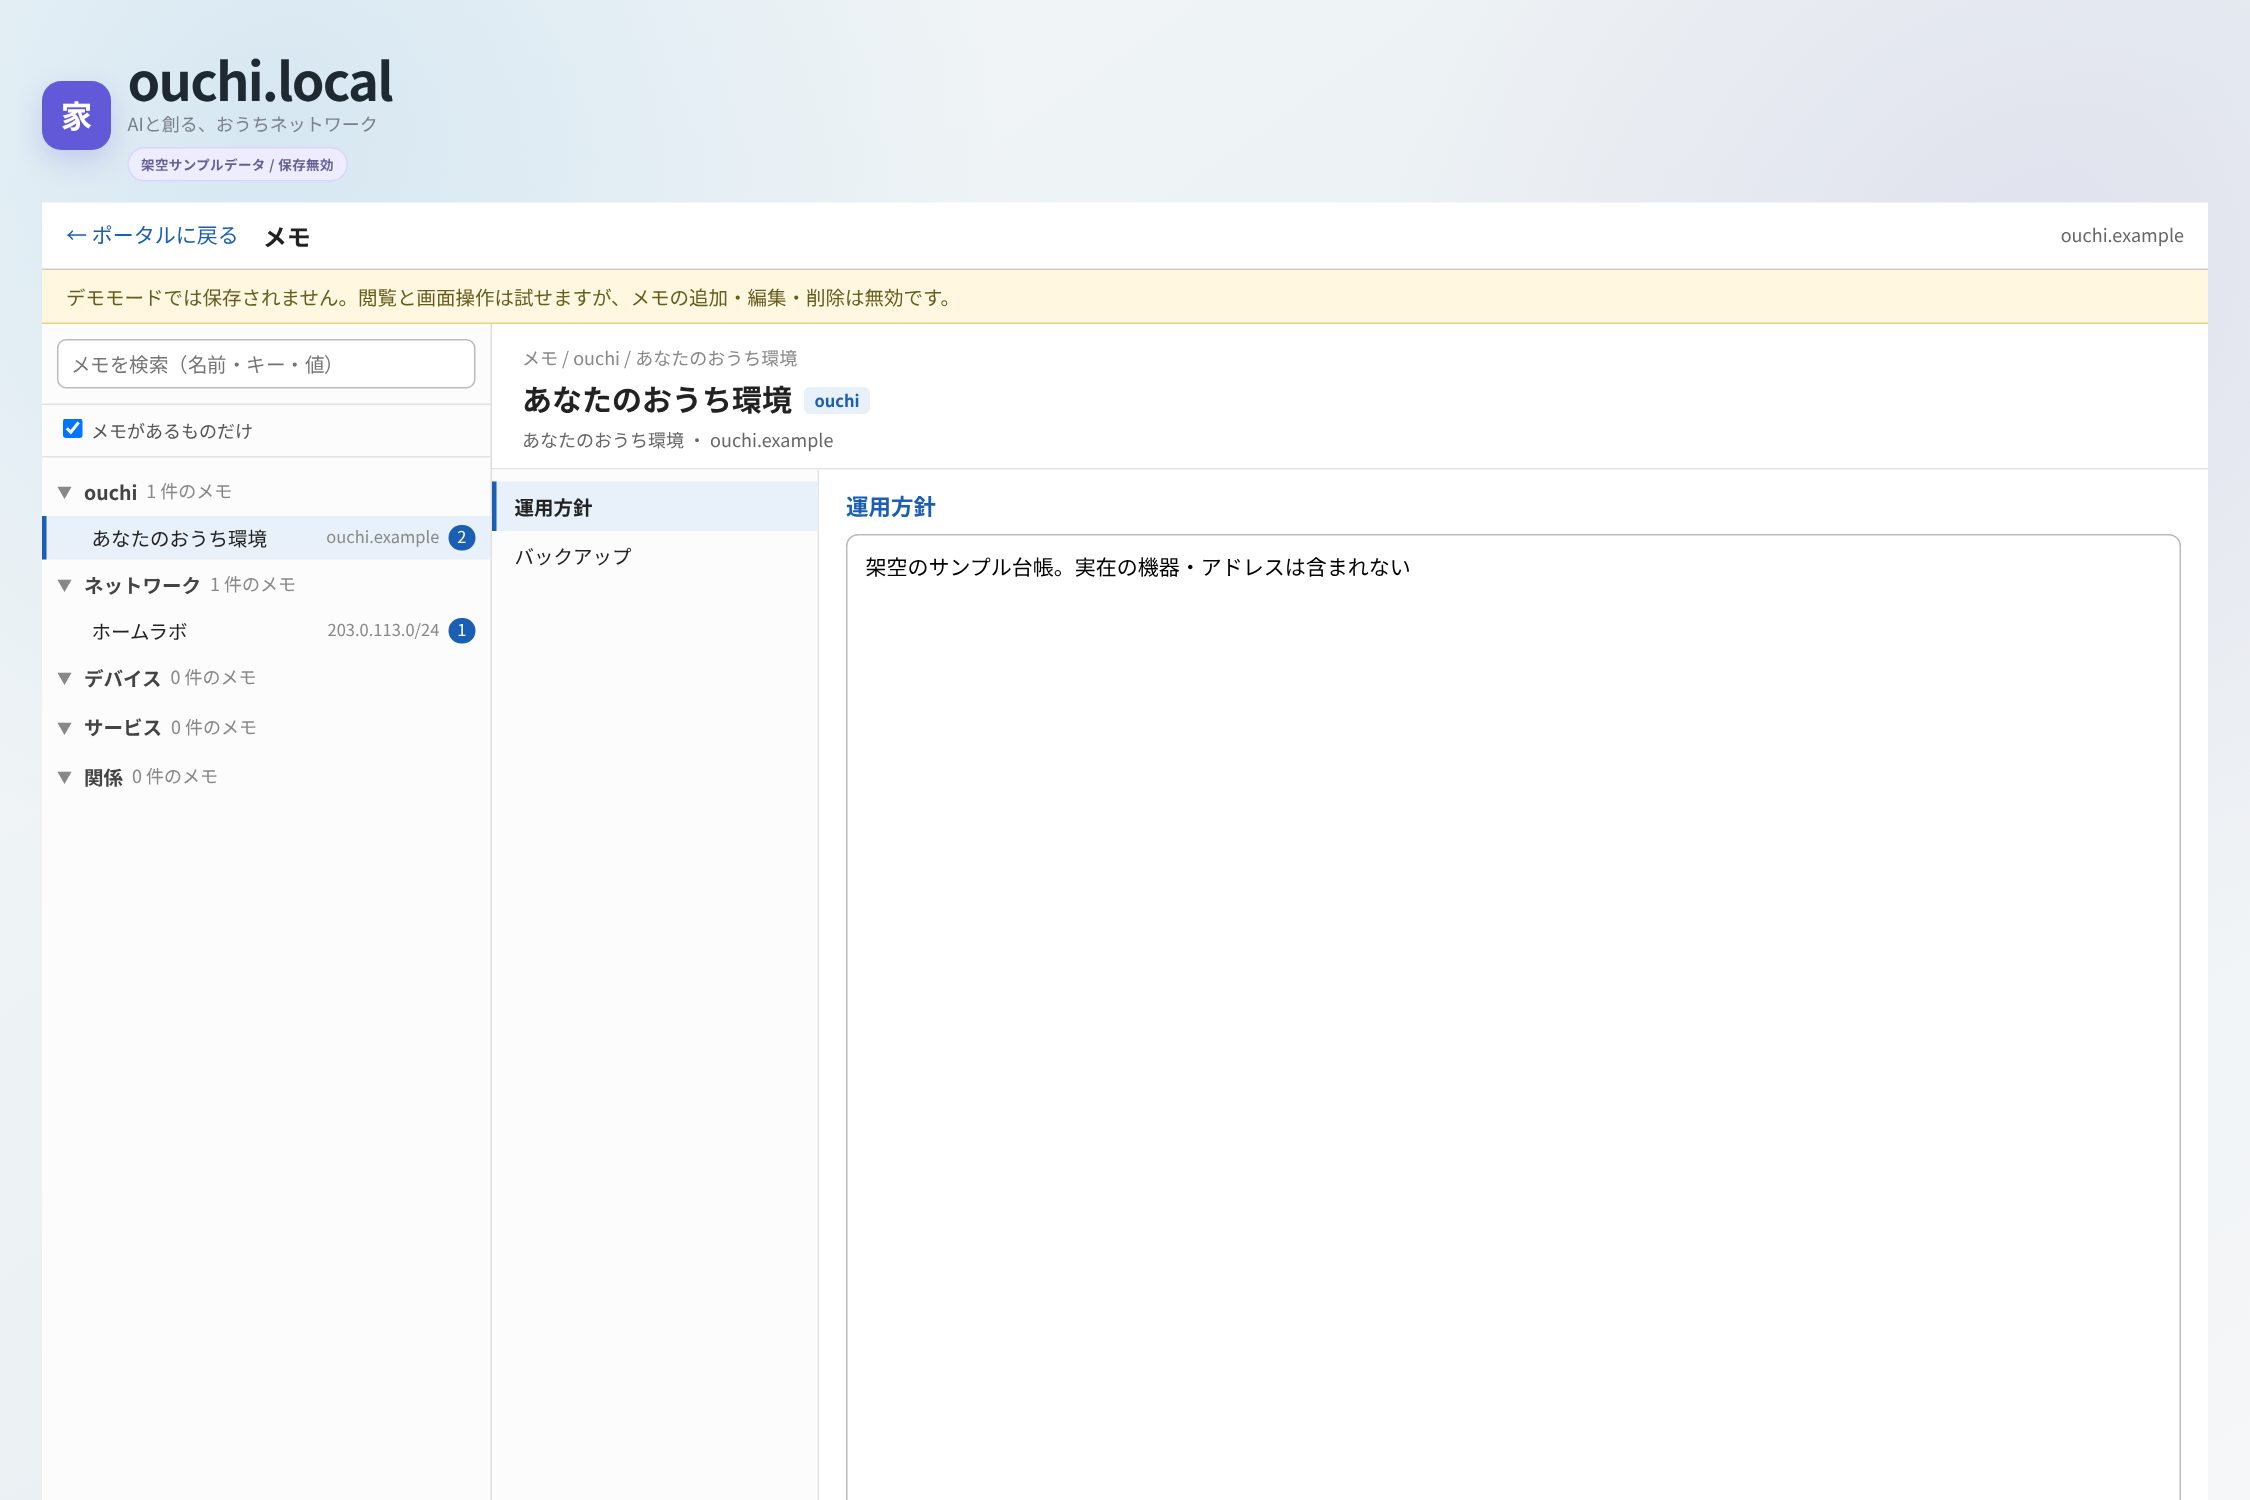 家
ouchi.local
AIと創る、おうちネットワーク
架空サンプルデータ / 保存無効
← ポータルに戻る メモ ouchi.example
デモモードでは保存されません。閲覧と画面操作は試せますが、メモの追加・編集・削除は無効です。
メモを検索（名前・キー・値）
メモがあるものだけ
▼ ouchi 1 件のメモ
あなたのおうち環境 ouchi.example 2
▼ ネットワーク 1 件のメモ
ホームラボ 203.0.113.0/24 1
▼ デバイス 0 件のメモ
▼ サービス 0 件のメモ
▼ 関係 0 件のメモ
メモ / ouchi / あなたのおうち環境
あなたのおうち環境 ouchi
あなたのおうち環境 ・ ouchi.example
運用方針
バックアップ
運用方針
架空のサンプル台帳。実在の機器・アドレスは含まれない